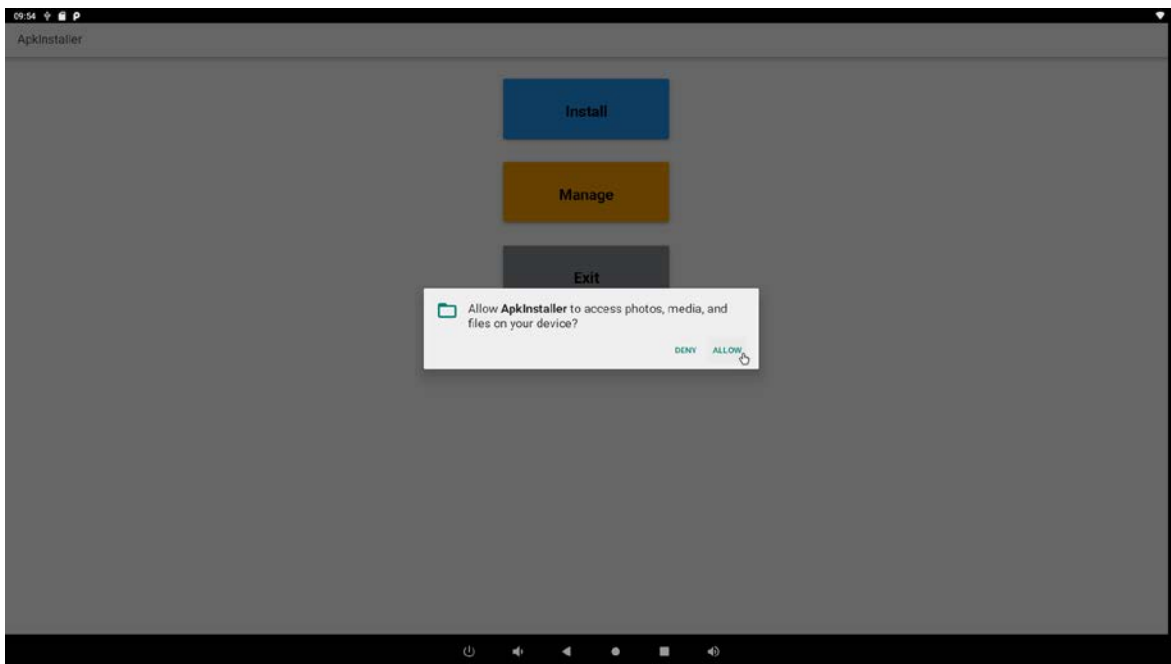 09:54
ApkInstaller
Install
Manage
Exit
Allow ApkInstaller to access photos, media, and
files on your device?
DENY ALLOW